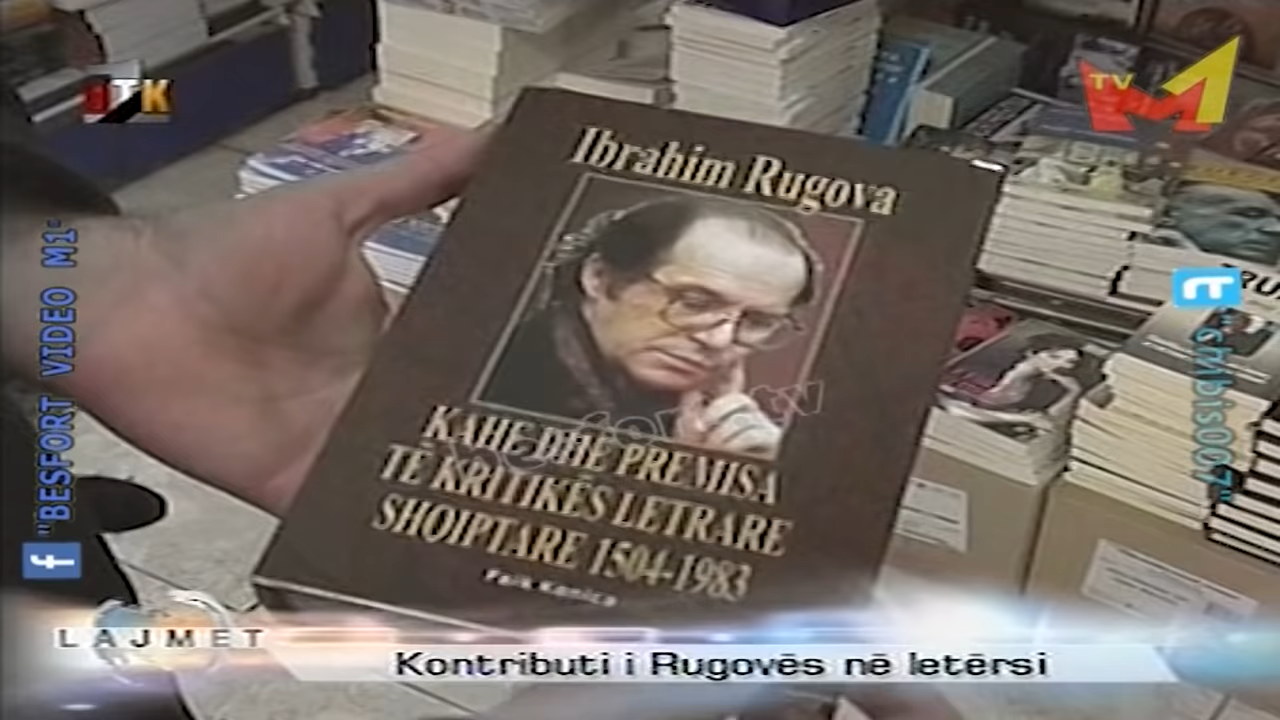 RTK
TV M1
Ibrahim Rugova
KAHE DHE PREMISA
TË KRITIKËS LETRARE
SHQIPTARE 1504-1983
Faik Konica
"BESFORT VIDEO M1"
LAJMET
Kontributi i Rugovës në letërsi